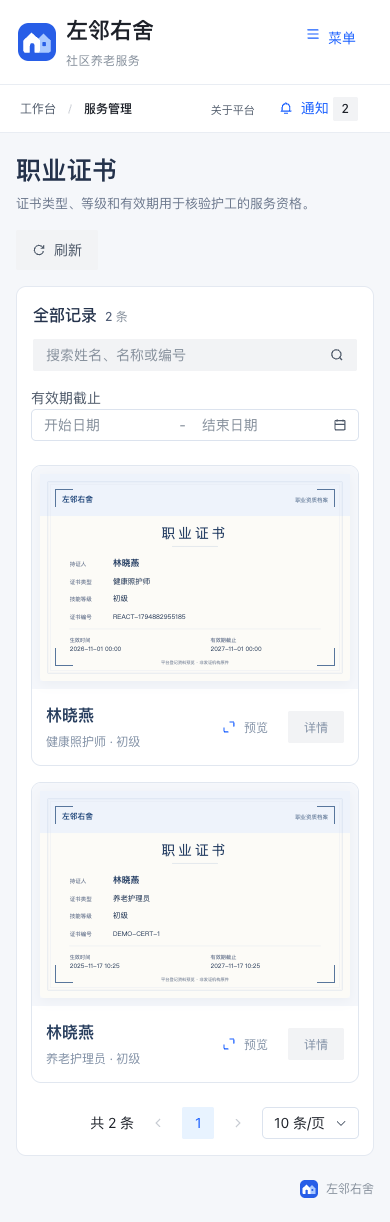 左邻右舍
社区养老服务
菜单
工作台 / 服务管理
关于平台
通知 2
职业证书
证书类型、等级和有效期用于核验护工的服务资格。
刷新
全部记录 2 条
搜索姓名、名称或编号
有效期截止
开始日期 - 结束日期
左邻右舍 职业资质档案
职业证书
持证人 林晓燕
证书类型 健康照护师
技能等级 初级
证书编号 REACT-1794882955185
生效时间 有效期截止
2026-11-01 00:00 2027-11-01 00:00
林晓燕
健康照护师 · 初级
预览 详情
左邻右舍 职业资质档案
职业证书
持证人 林晓燕
证书类型 养老护理员
技能等级 初级
证书编号 DEMO-CERT-1
生效时间 有效期截止
2025-11-17 10:25 2027-11-17 10:25
林晓燕
养老护理员 · 初级
预览 详情
共 2 条 1 10 条/页
左邻右舍